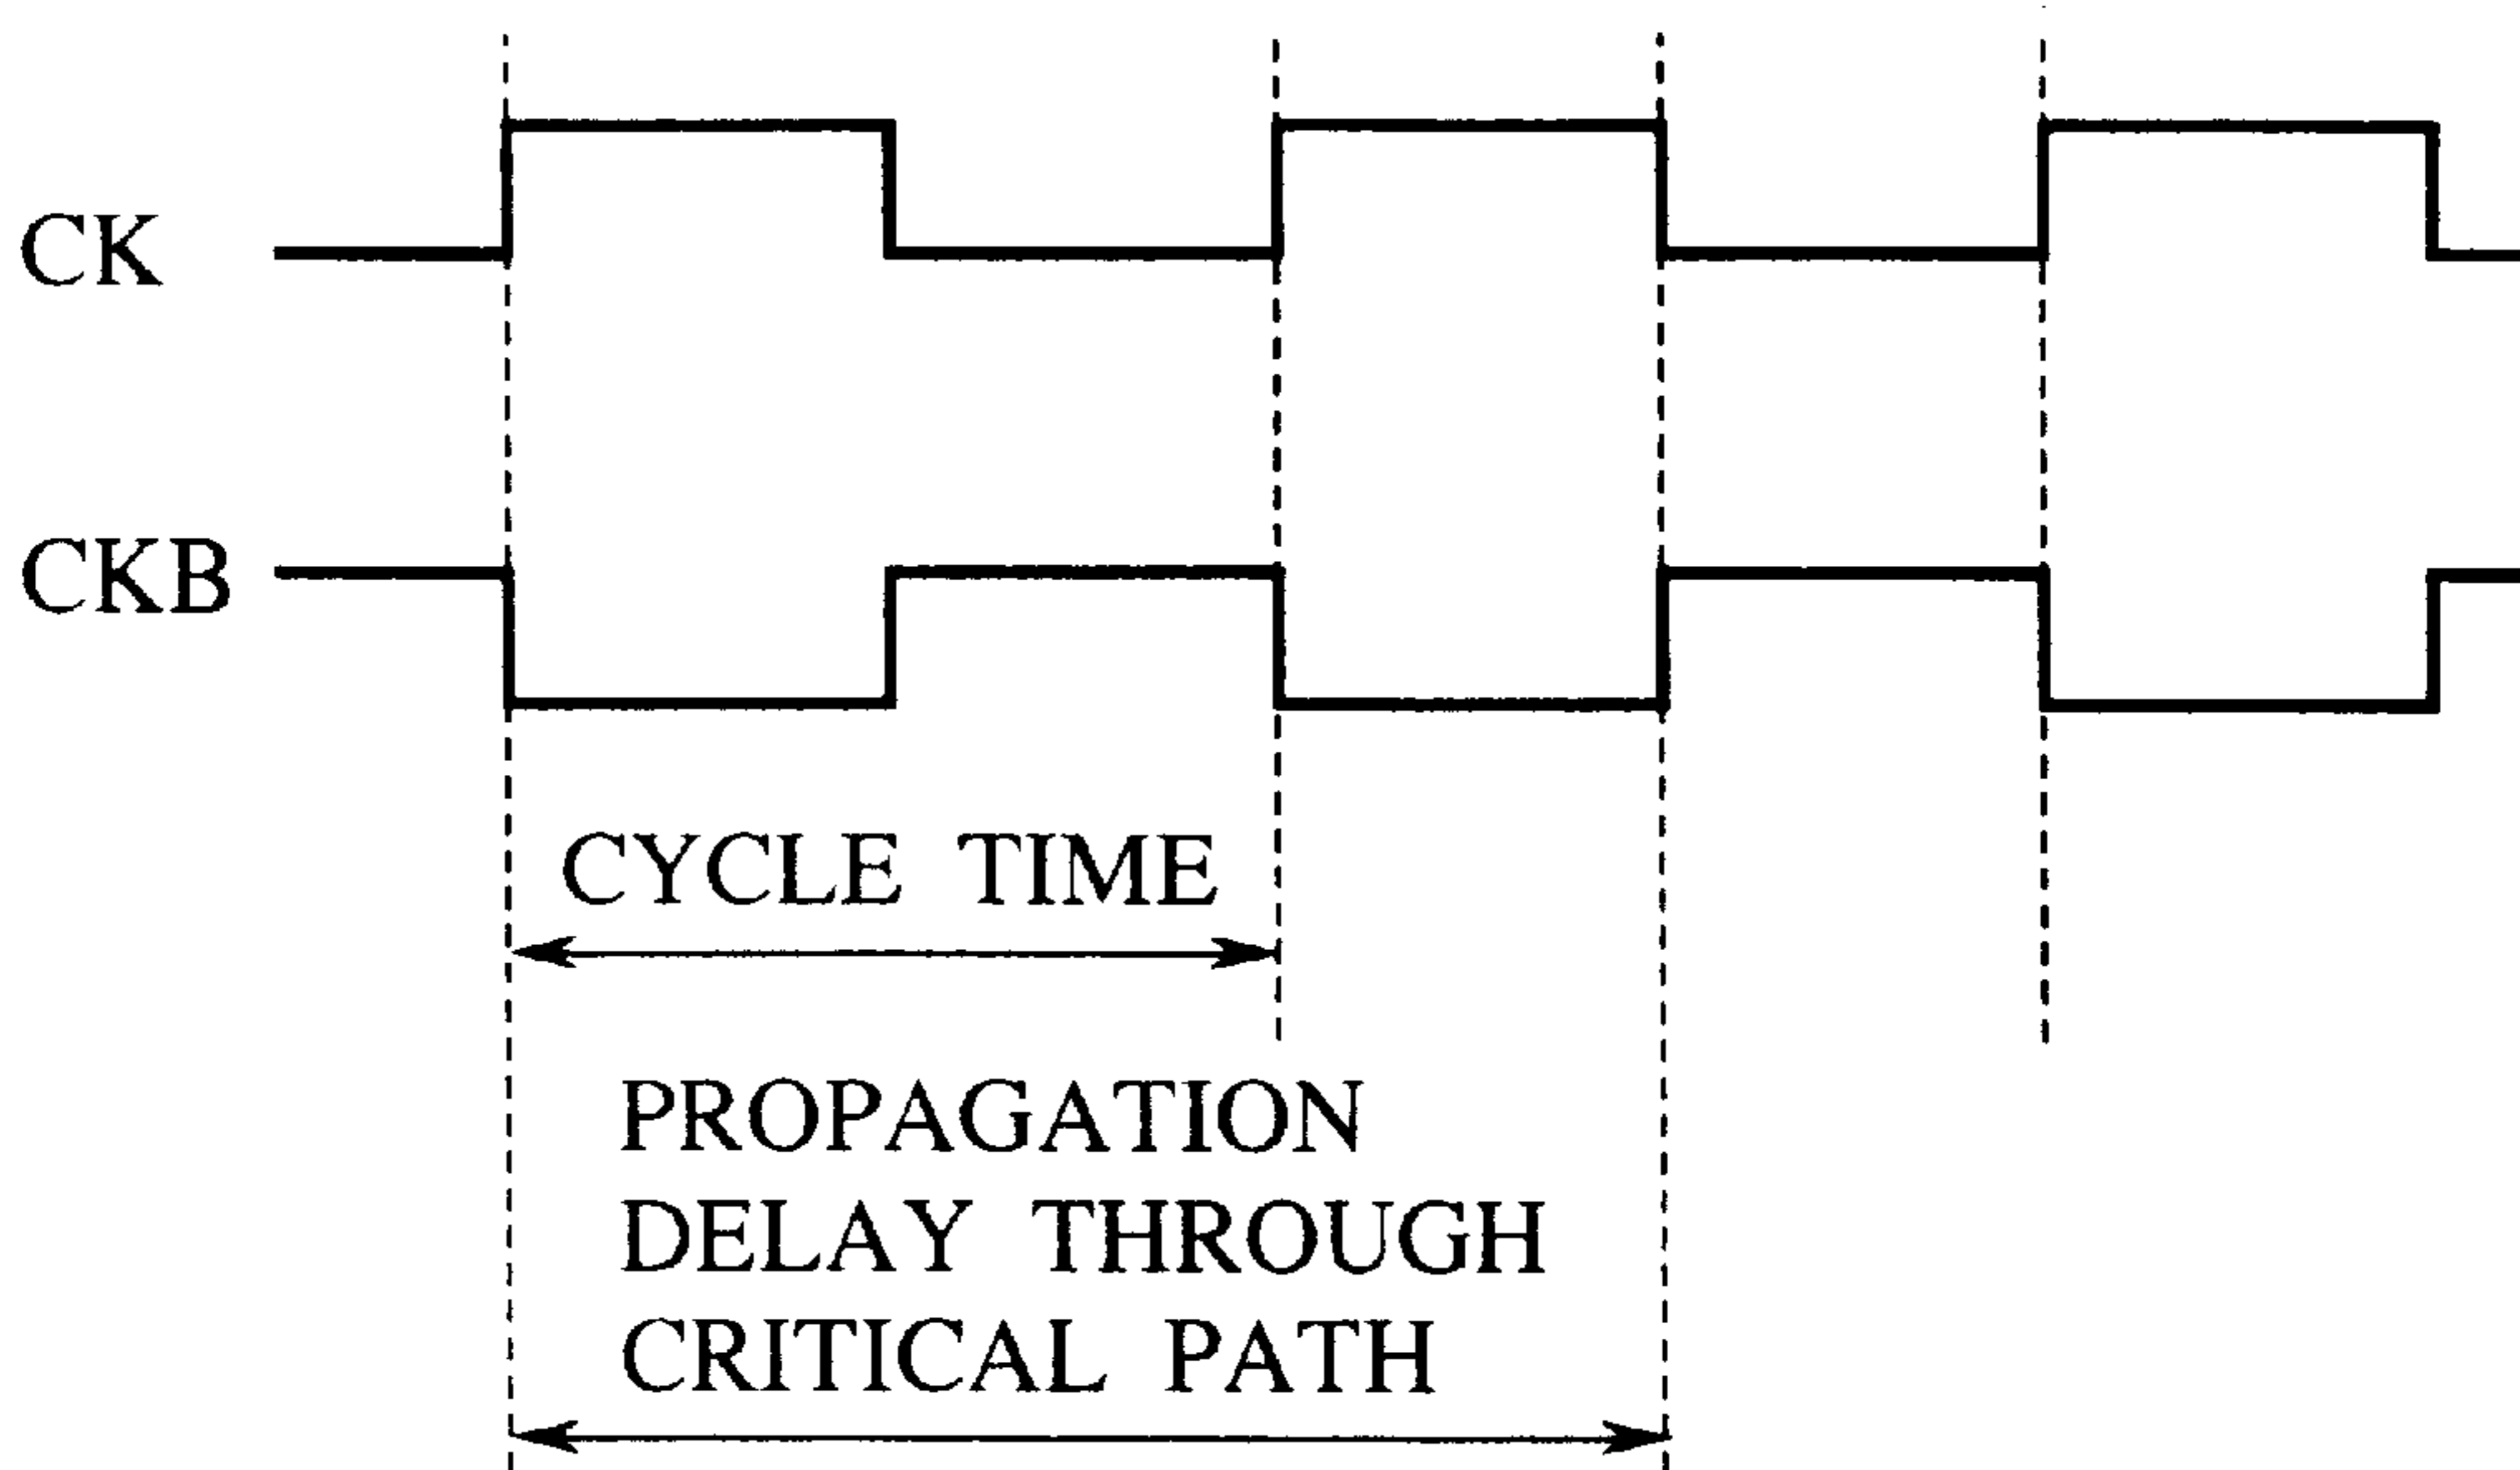 CK
CKB
CYCLE TIME
PROPAGATION
DELAY THROUGH
CRITICAL PATH